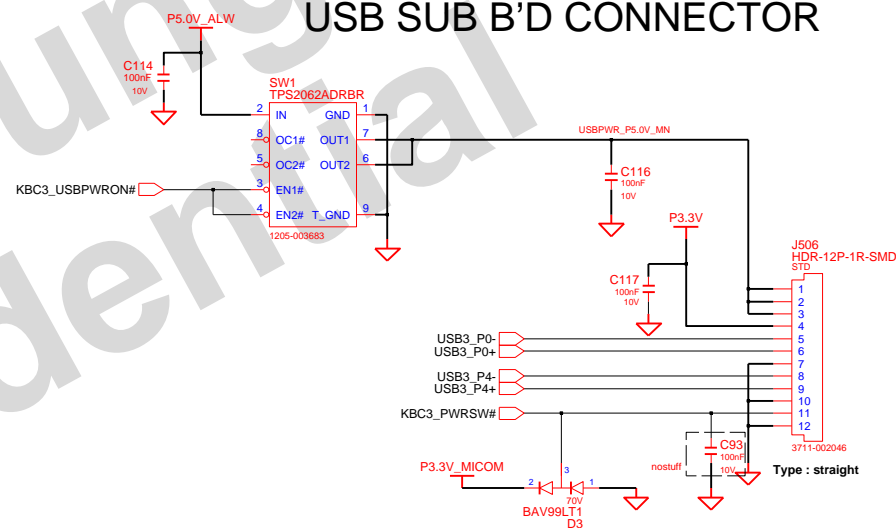 USB SUB B'D CONNECTOR
P5.0V_ALW
C114
100nF
10V
SW1
TPS2062ADRBR
2 IN GND 1
8 OC1# OUT1 7
5 OC2# OUT2 6
3 EN1#
4 EN2# T_GND 9
1205-003683
KBC3_USBPWRON#
USBPWR_P5.0V_MN
C116
100nF
10V
P3.3V
C117
100nF
10V
J506
HDR-12P-1R-SMD
STD
1
2
3
4
5
6
7
8
9
10
11
12
3711-002046
Type : straight
USB3_P0-
USB3_P0+
USB3_P4-
USB3_P4+
KBC3_PWRSW#
nostuff
C93
100nF
10V
P3.3V_MICOM
3
2
1
70V
BAV99LT1
D3
ung
dential